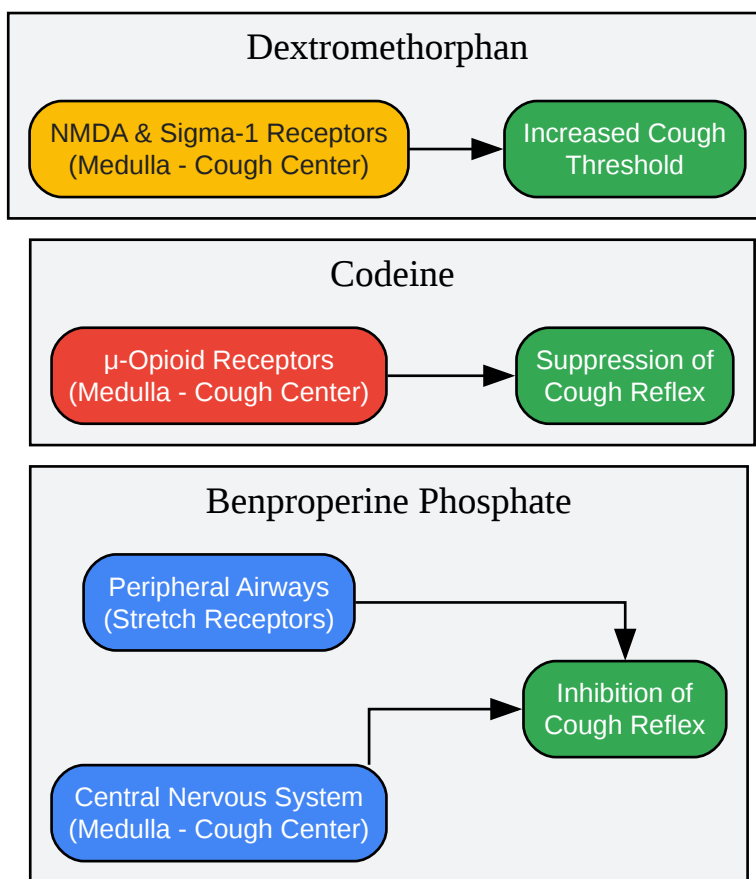 Dextromethorphan
NMDA & Sigma-1 Receptors
(Medulla - Cough Center)
Increased Cough
Threshold
Codeine
μ-Opioid Receptors
(Medulla - Cough Center)
Suppression of
Cough Reflex
Benproperine Phosphate
Peripheral Airways
(Stretch Receptors)
Inhibition of
Cough Reflex
Central Nervous System
(Medulla - Cough Center)